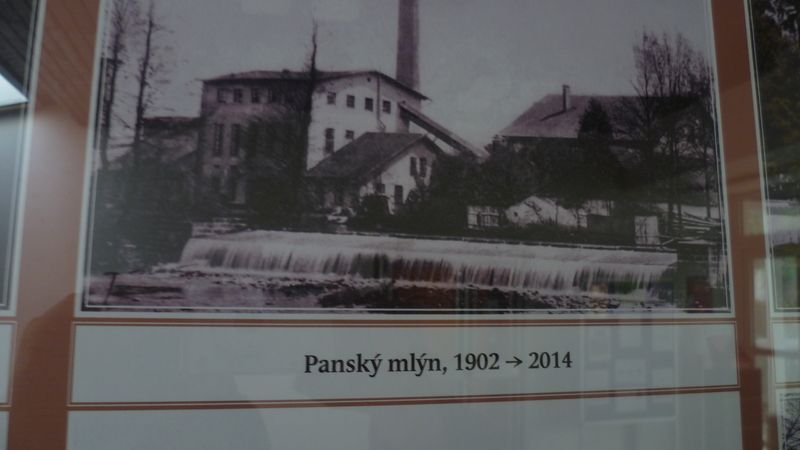 Panský mlýn, 1902 → 2014